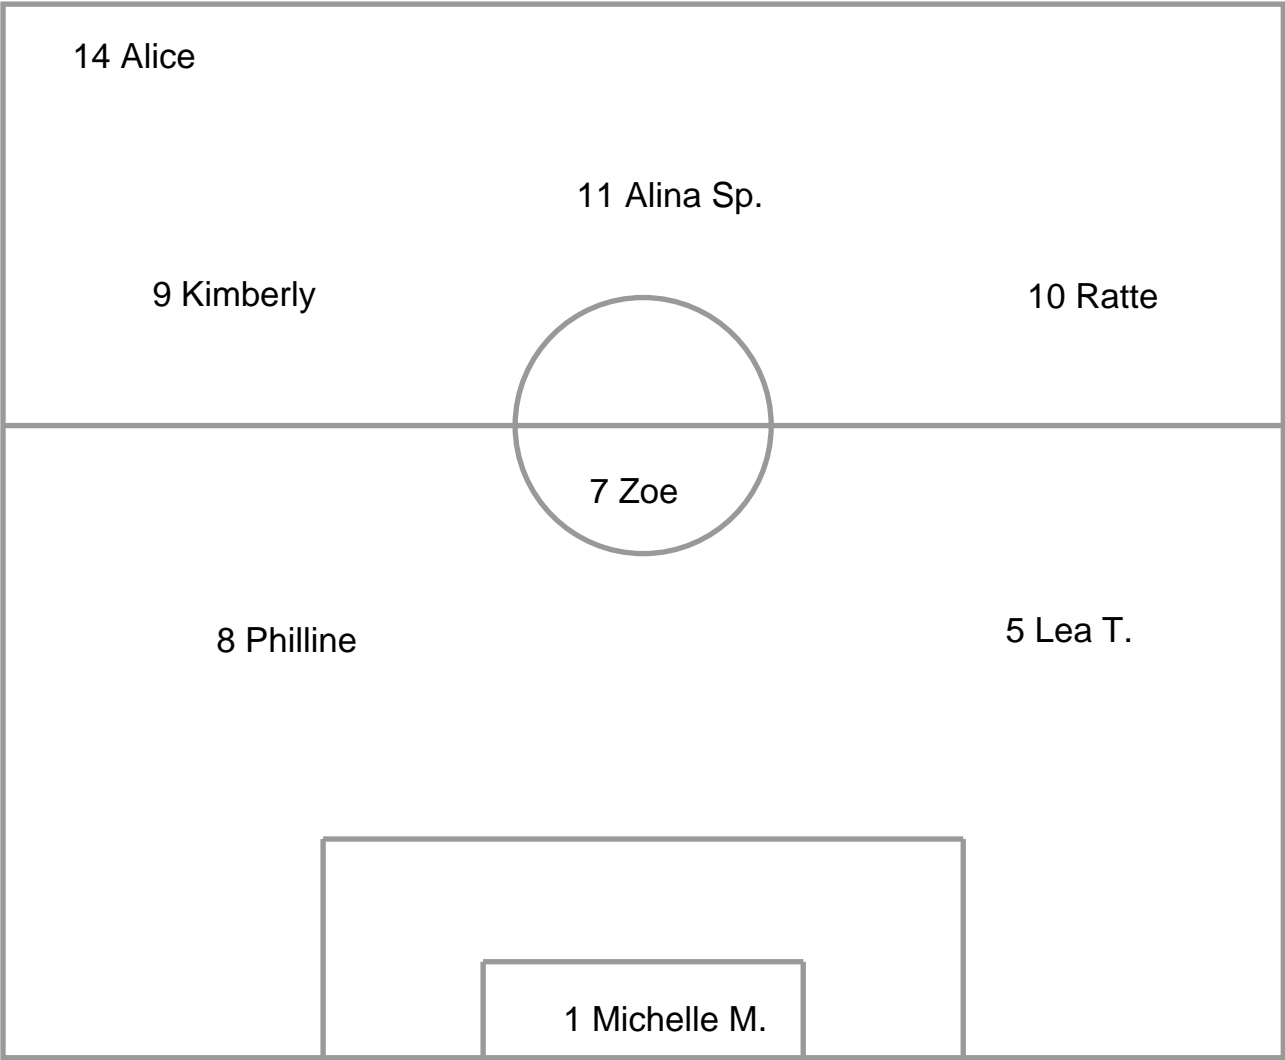 14 Alice
11 Alina Sp.
9 Kimberly
10 Ratte
7 Zoe
8 Philline
5 Lea T.
1 Michelle M.